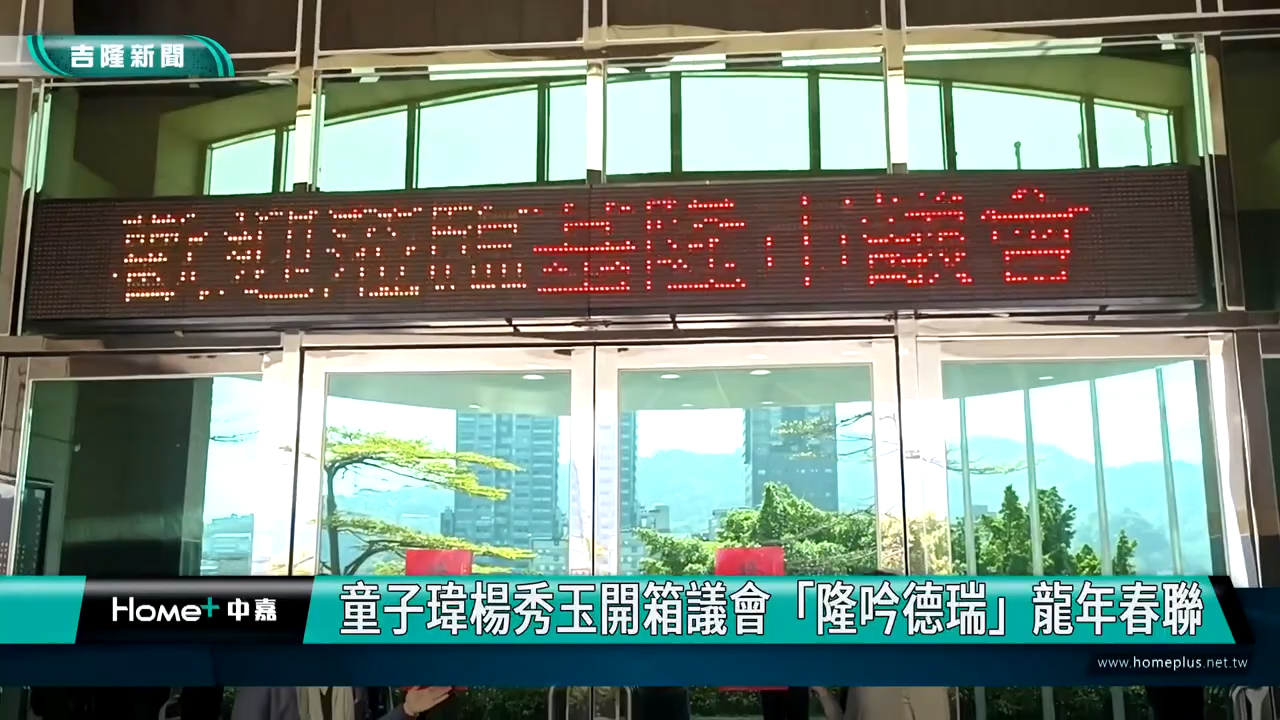 吉隆新聞
歡迎蒞臨基隆市議會
Home+ 中嘉
童子瑋楊秀玉開箱議會「隆吟德瑞」龍年春聯
www.homeplus.net.tw